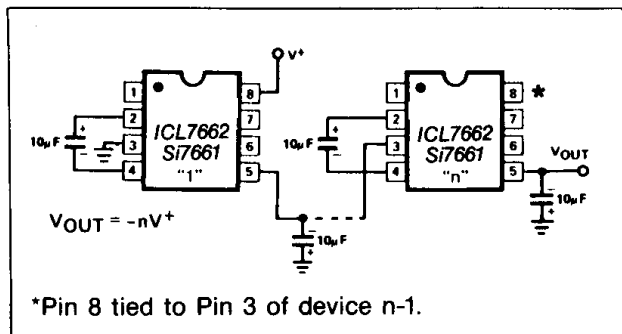 V+
1
2
3
4
8
7
6
5
ICL7662
Si7661
"1"
10μF
+
−
1
2
3
4
8
7
6
5
*
ICL7662
Si7661
"n"
10μF
+
−
VOUT
−
10μF
+
−
10μF
+
VOUT = -nV+
*Pin 8 tied to Pin 3 of device n-1.